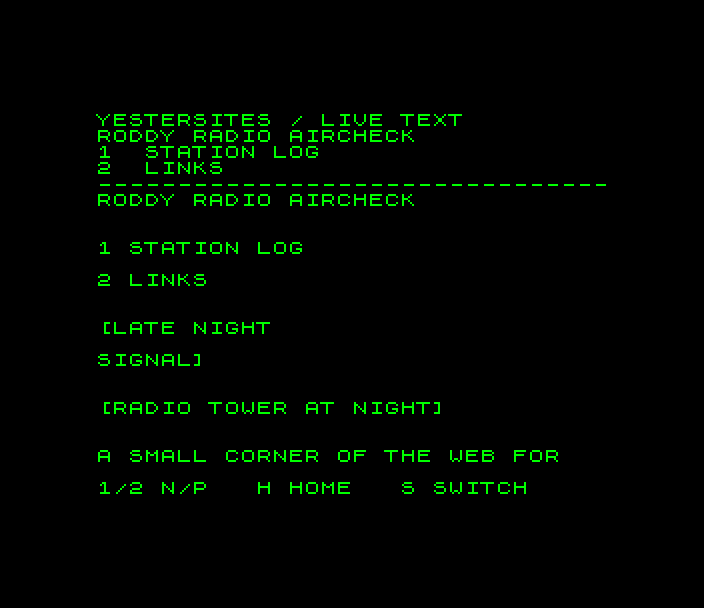 YESTERSITES / LIVE TEXT
RODDY RADIO AIRCHECK
1  STATION LOG
2  LINKS
--------------------------------
RODDY RADIO AIRCHECK
1 STATION LOG
2 LINKS
[LATE NIGHT
SIGNAL]
[RADIO TOWER AT NIGHT]
A SMALL CORNER OF THE WEB FOR
1/2 N/P   H HOME   S SWITCH